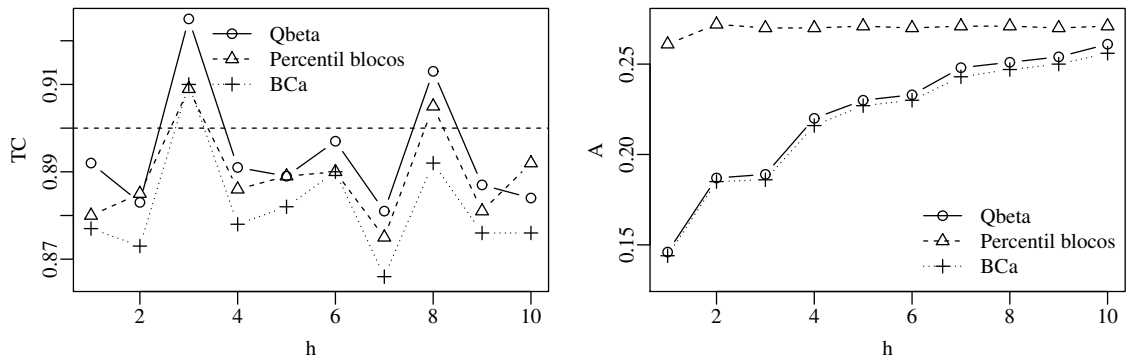 Qbeta
Percentil blocos
BCa
TC
0.87
0.89
0.91
2
4
6
8
10
h
Qbeta
Percentil blocos
BCa
A
0.15
0.20
0.25
2
4
6
8
10
h